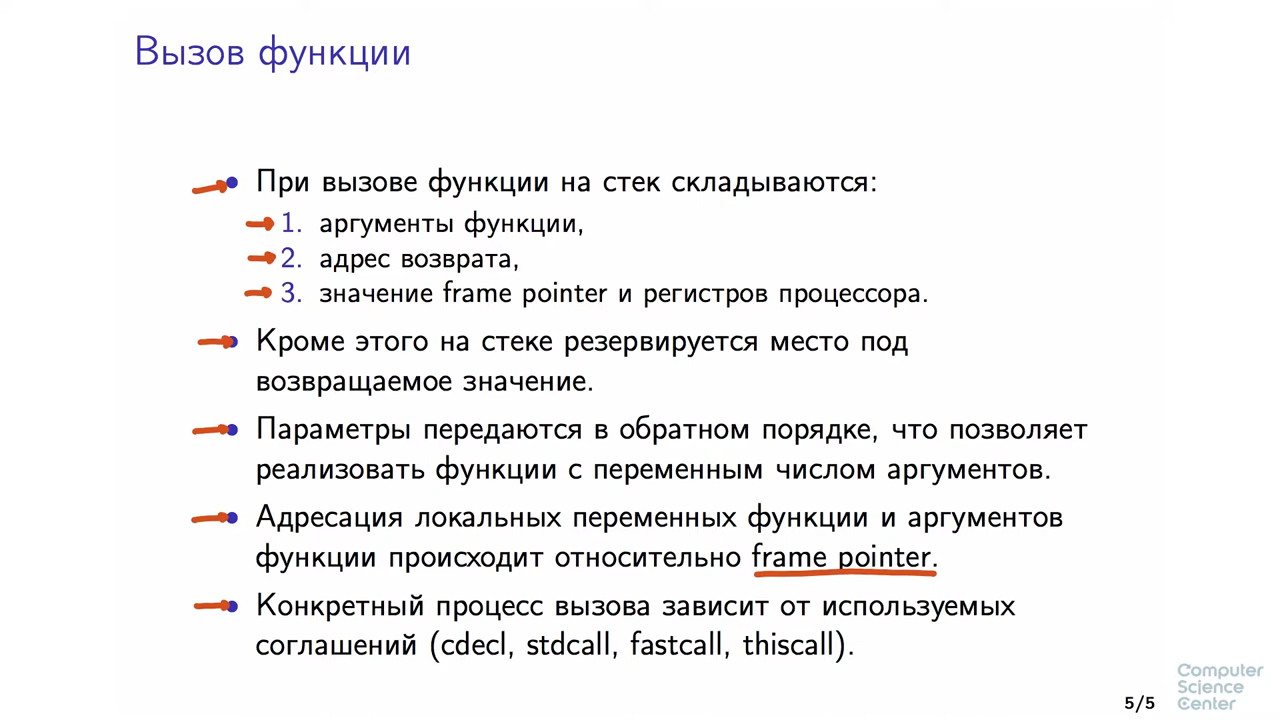 Вызов функции
При вызове функции на стек складываются:
1. аргументы функции,
2. адрес возврата,
3. значение frame pointer и регистров процессора.
Кроме этого на стеке резервируется место под
возвращаемое значение.
Параметры передаются в обратном порядке, что позволяет
реализовать функции с переменным числом аргументов.
Адресация локальных переменных функции и аргументов
функции происходит относительно frame pointer.
Конкретный процесс вызова зависит от используемых
соглашений (cdecl, stdcall, fastcall, thiscall).
5/5
Computer
Science
Center